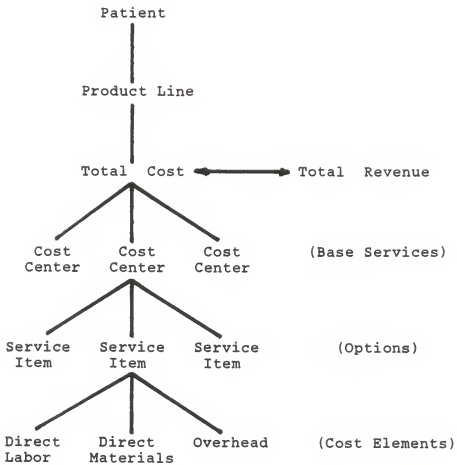 Patient
Product Line
Total Cost Total Revenue
Cost Cost Cost
Center Center Center (Base Services)
Service Service Service
Item Item Item (Options)
Direct Direct Overhead (Cost Elements)
Labor Materials